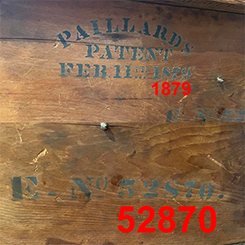 PAILLARD'S
PATENT
FEB. 11TH 1879
1879
E-No 52870.
52870